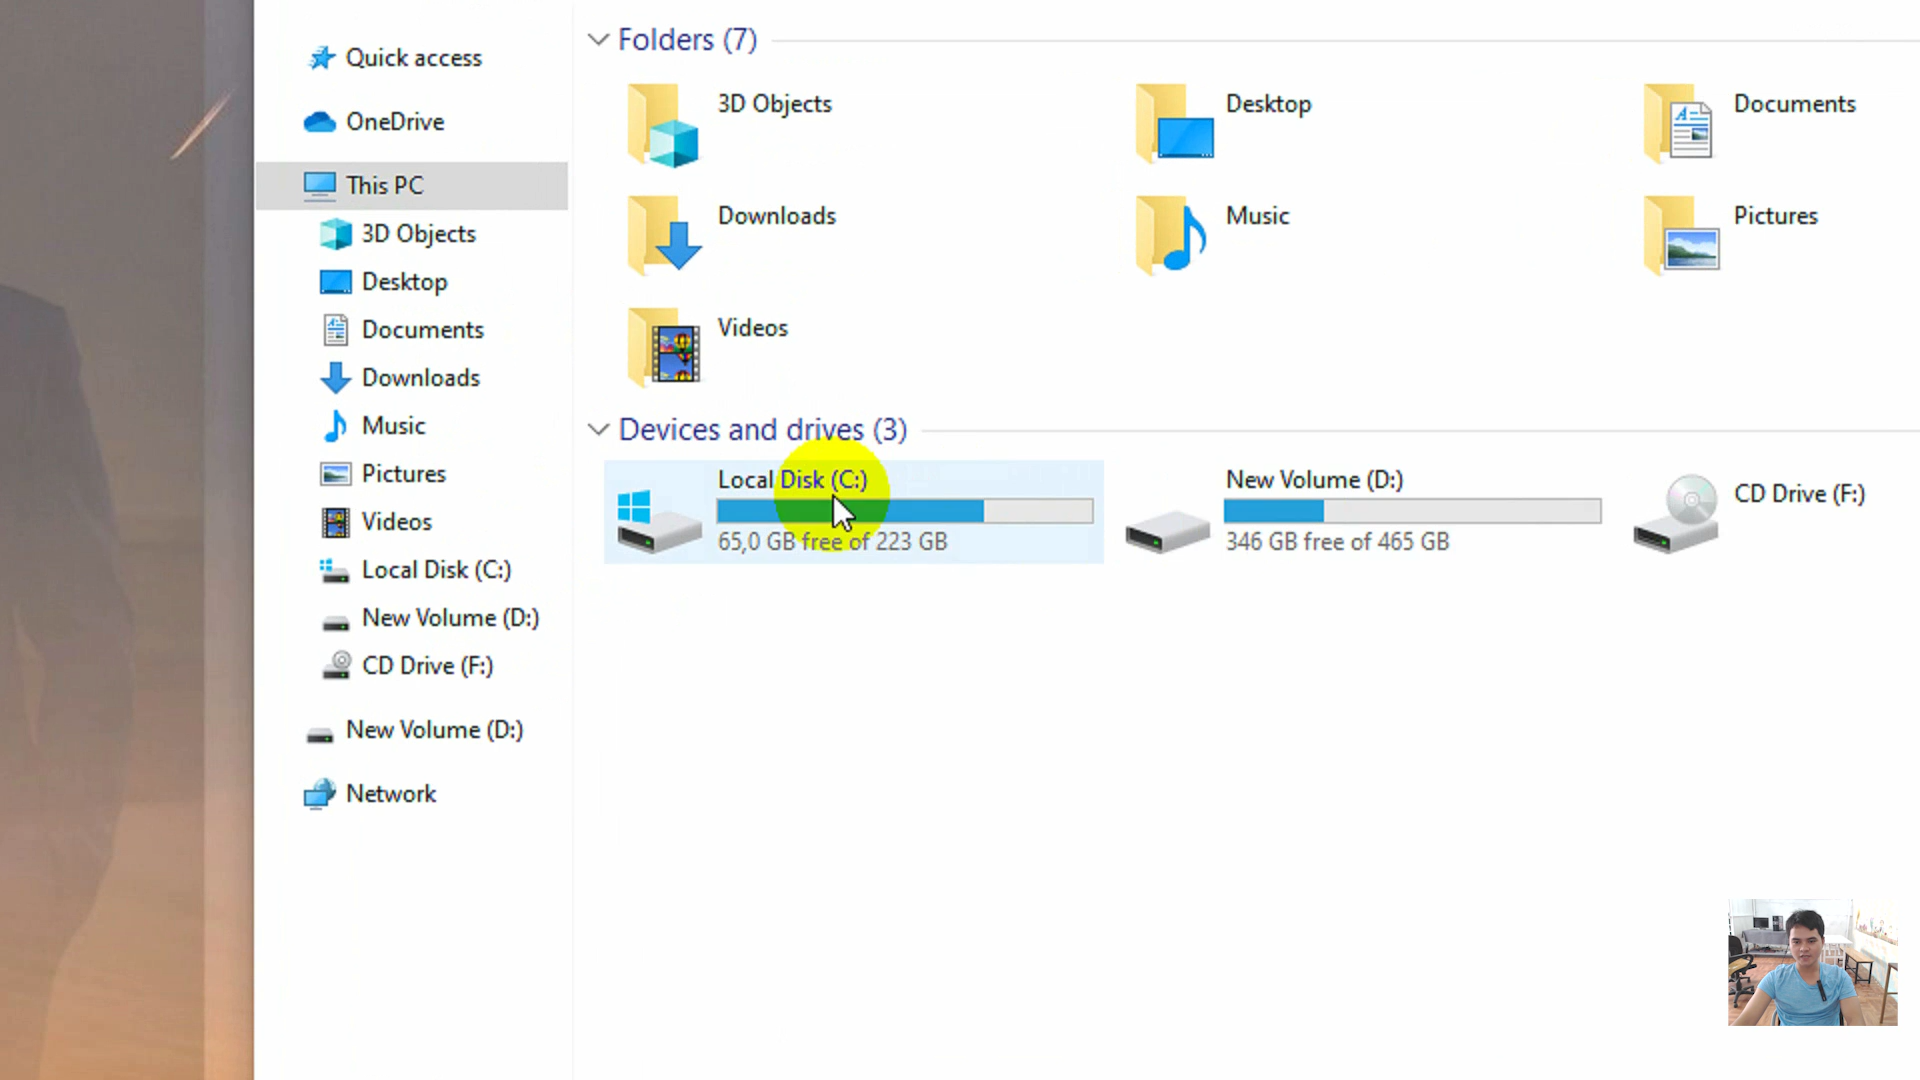 Quick access
OneDrive
This PC
3D Objects
Desktop
Documents
Downloads
Music
Pictures
Videos
Local Disk (C:)
New Volume (D:)
CD Drive (F:)
New Volume (D:)
Network
Folders (7)
3D Objects
Desktop
Documents
Downloads
Music
Pictures
Videos
Devices and drives (3)
Local Disk (C:)
65,0 GB free of 223 GB
New Volume (D:)
346 GB free of 465 GB
CD Drive (F:)